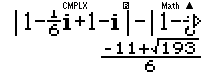 CMPLX R Math ▲
|1-1/6i+1-i|-|1-i▷
(-11+√193)/6